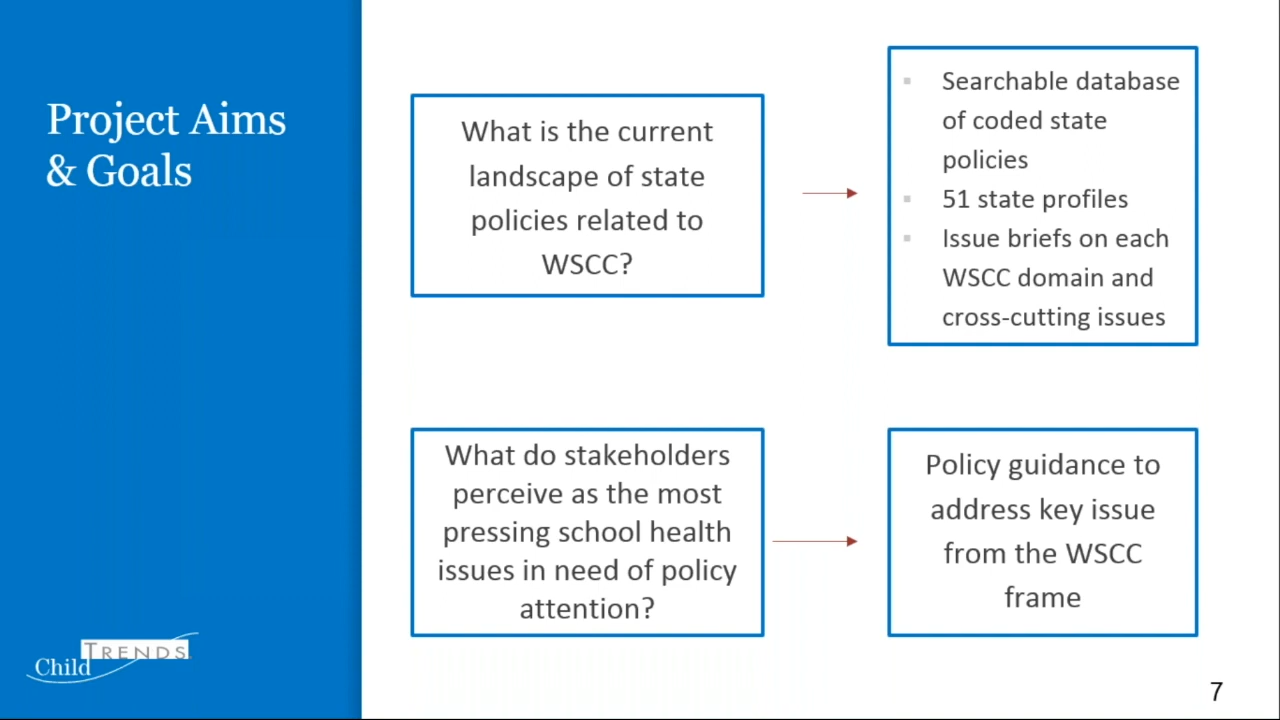 Project Aims
& Goals
What is the current
landscape of state
policies related to
WSCC?
▪ Searchable database
of coded state
policies
▪ 51 state profiles
▪ Issue briefs on each
WSCC domain and
cross-cutting issues
What do stakeholders
perceive as the most
pressing school health
issues in need of policy
attention?
Policy guidance to
address key issue
from the WSCC
frame
Child TRENDS
7